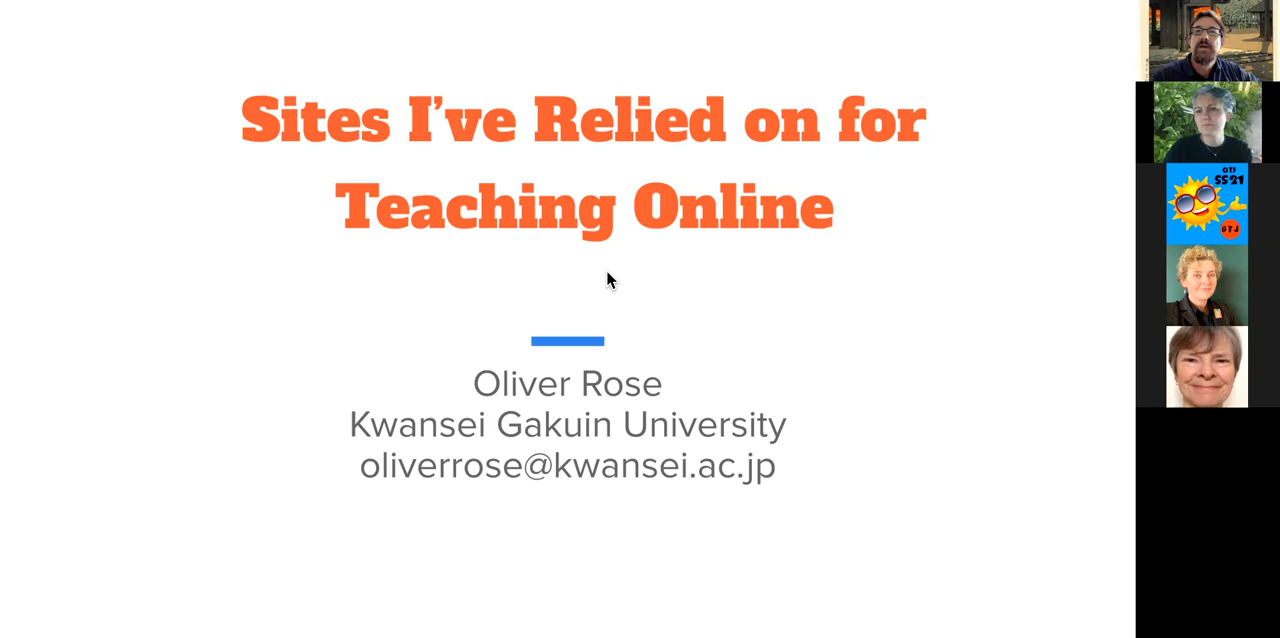 Sites I've Relied on for
Teaching Online
Oliver Rose
Kwansei Gakuin University
oliverrose@kwansei.ac.jp
OTJ
SS21
OTJ